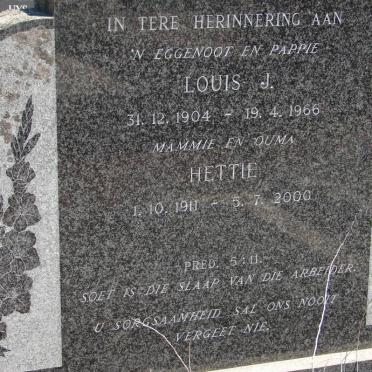 UYS
IN TERE HERINNERING AAN
'N EGGENOOT EN PAPPIE
LOUIS J.
31. 12. 1904 - 19. 4. 1966
MAMMIE EN OUMA
HETTIE
1. 10. 1911 - 5. 7. 2000
PRED. 5:11.
SOET IS DIE SLAAP VAN DIE ARBEIDER.
U SORGSAAMHEID SAL ONS NOOIT
VERGEET NIE.